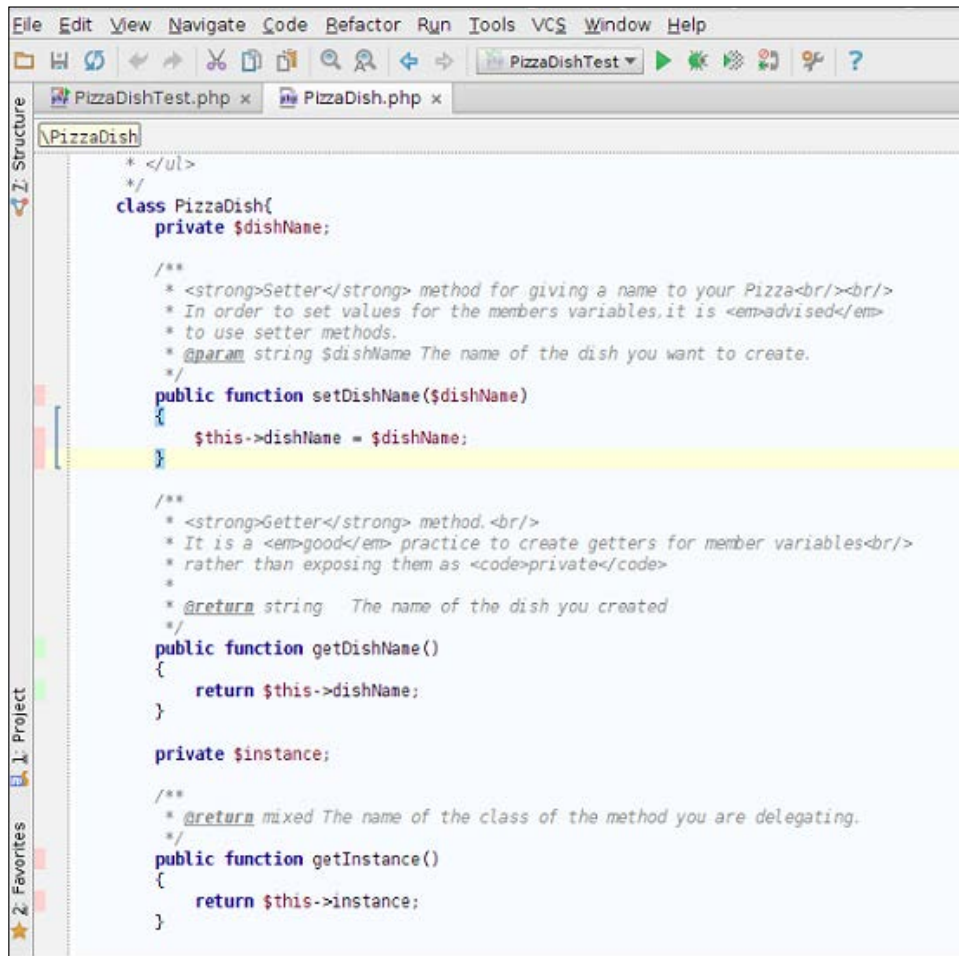 File Edit View Navigate Code Refactor Run Tools VCS Window Help
PizzaDishTest
PizzaDishTest.php × PizzaDish.php ×
\PizzaDish
Z: Structure
1: Project
2: Favorites
* </ul>
*/
class PizzaDish{
private $dishName;
/**
* <strong>Setter</strong> method for giving a name to your Pizza<br/><br/>
* In order to set values for the members variables,it is <em>advised</em>
* to use setter methods.
* @param string $dishName The name of the dish you want to create.
*/
public function setDishName($dishName)
{
$this->dishName = $dishName;
}
/**
* <strong>Getter</strong> method.<br/>
* It is a <em>good</em> practice to create getters for member variables<br/>
* rather than exposing them as <code>private</code>
*
* @return string The name of the dish you created
*/
public function getDishName()
{
return $this->dishName;
}
private $instance;
/**
* @return mixed The name of the class of the method you are delegating.
*/
public function getInstance()
{
return $this->instance;
}